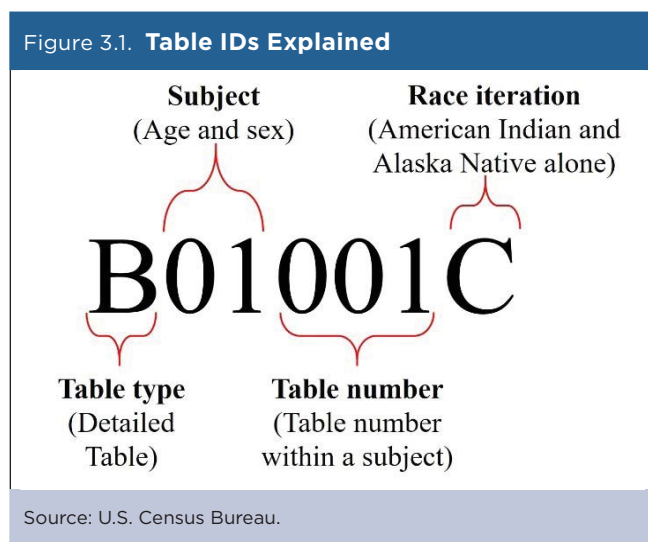 Figure 3.1. Table IDs Explained
Subject
(Age and sex)
Race iteration
(American Indian and
Alaska Native alone)
B01001C
Table type
(Detailed
Table)
Table number
(Table number
within a subject)
Source: U.S. Census Bureau.